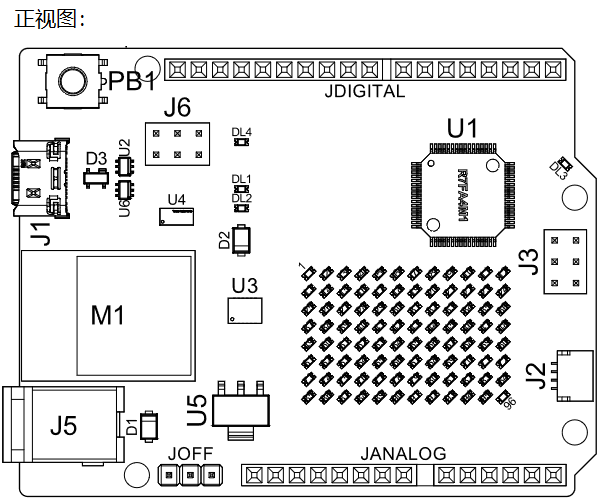 正视图：
PB1
JDIGITAL
J6
U1
DL4
U2
D3
R7FA4M1
DL3
DL1
DL2
U6
U4
J1
D2
J3
1
U3
M1
J2
U5
96
J5
D1
JOFF
JANALOG